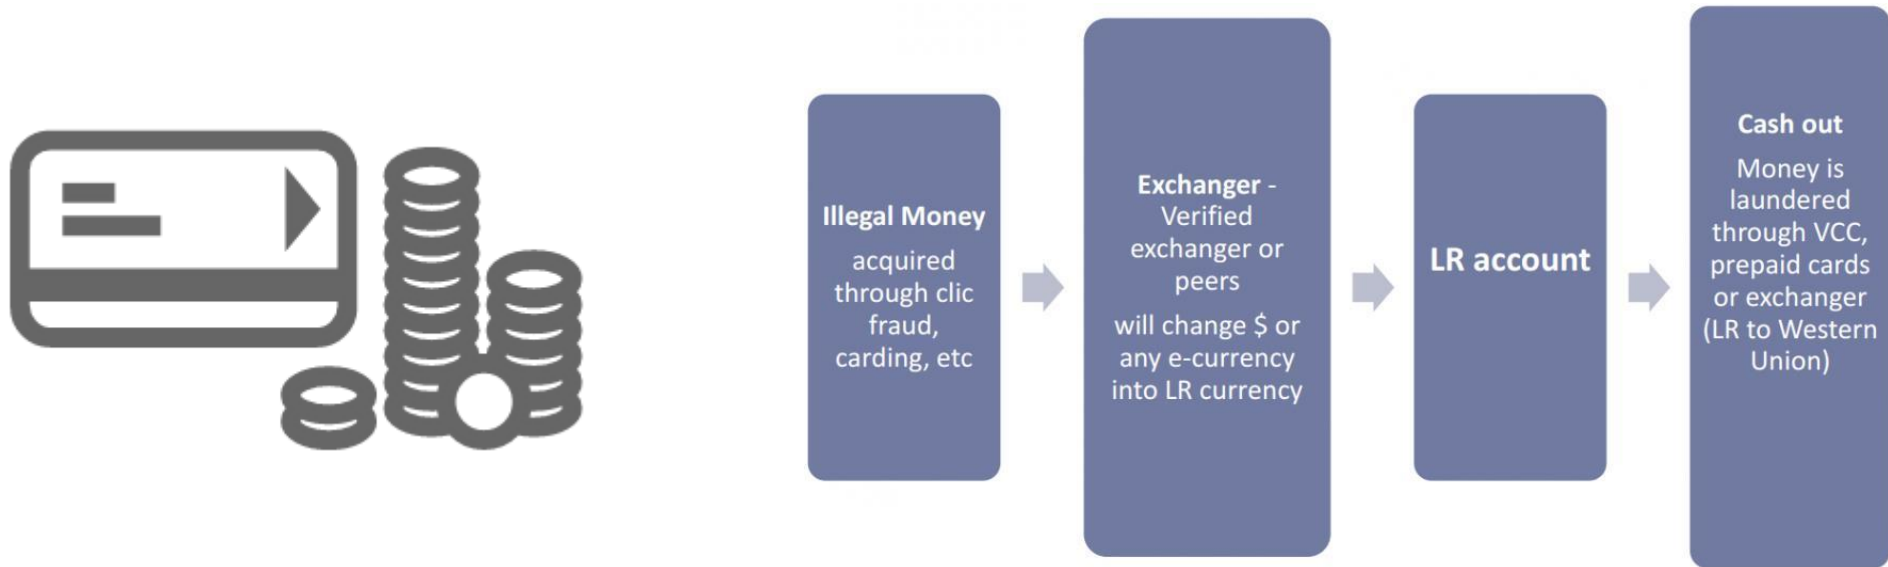 Illegal Money
acquired
through clic
fraud,
carding, etc
Exchanger -
Verified
exchanger or
peers
will change $ or
any e-currency
into LR currency
LR account
Cash out
Money is
laundered
through VCC,
prepaid cards
or exchanger
(LR to Western
Union)